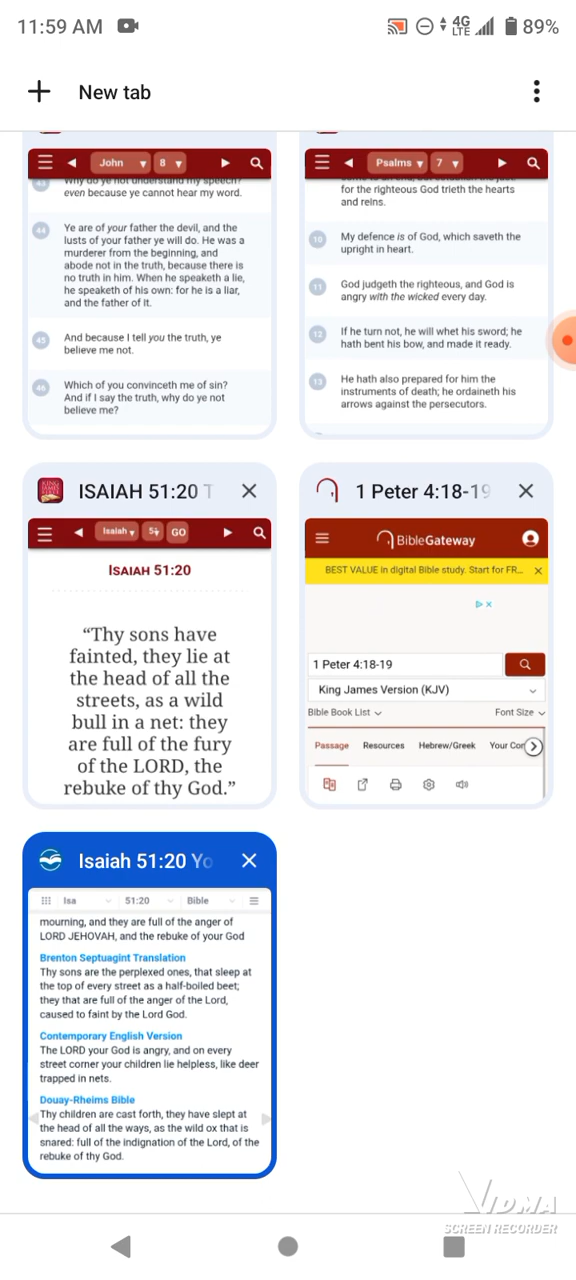 11:59 AM
4G
LTE
89%
New tab
John
8
Psalms
7
43
Why do ye not understand my speech?
even because ye cannot hear my word.
44
Ye are of your father the devil, and the
lusts of your father ye will do. He was a
murderer from the beginning, and
abode not in the truth, because there is
no truth in him. When he speaketh a lie,
he speaketh of his own: for he is a liar,
and the father of it.
45
And because I tell you the truth, ye
believe me not.
46
Which of you convinceth me of sin?
And if I say the truth, why do ye not
believe me?
for the righteous God trieth the hearts
and reins.
10
My defence is of God, which saveth the
upright in heart.
11
God judgeth the righteous, and God is
angry with the wicked every day.
12
If he turn not, he will whet his sword; he
hath bent his bow, and made it ready.
13
He hath also prepared for him the
instruments of death; he ordaineth his
arrows against the persecutors.
KING JAMES BIBLE
ISAIAH 51:20 T
Isaiah
GO
ISAIAH 51:20
“Thy sons have
fainted, they lie at
the head of all the
streets, as a wild
bull in a net: they
are full of the fury
of the LORD, the
rebuke of thy God.”
1 Peter 4:18-19
BibleGateway
BEST VALUE in digital Bible study. Start for FR...
1 Peter 4:18-19
King James Version (KJV)
Bible Book List
Font Size
Passage
Resources
Hebrew/Greek
Your Cor
Isaiah 51:20 Yo
Isa
51:20
Bible
mourning, and they are full of the anger of
LORD JEHOVAH, and the rebuke of your God
Brenton Septuagint Translation
Thy sons are the perplexed ones, that sleep at
the top of every street as a half-boiled beet;
they that are full of the anger of the Lord,
caused to faint by the Lord God.
Contemporary English Version
The LORD your God is angry, and on every
street corner your children lie helpless, like deer
trapped in nets.
Douay-Rheims Bible
Thy children are cast forth, they have slept at
the head of all the ways, as the wild ox that is
snared: full of the indignation of the Lord, of the
rebuke of thy God.
VIDMA
SCREEN RECORDER